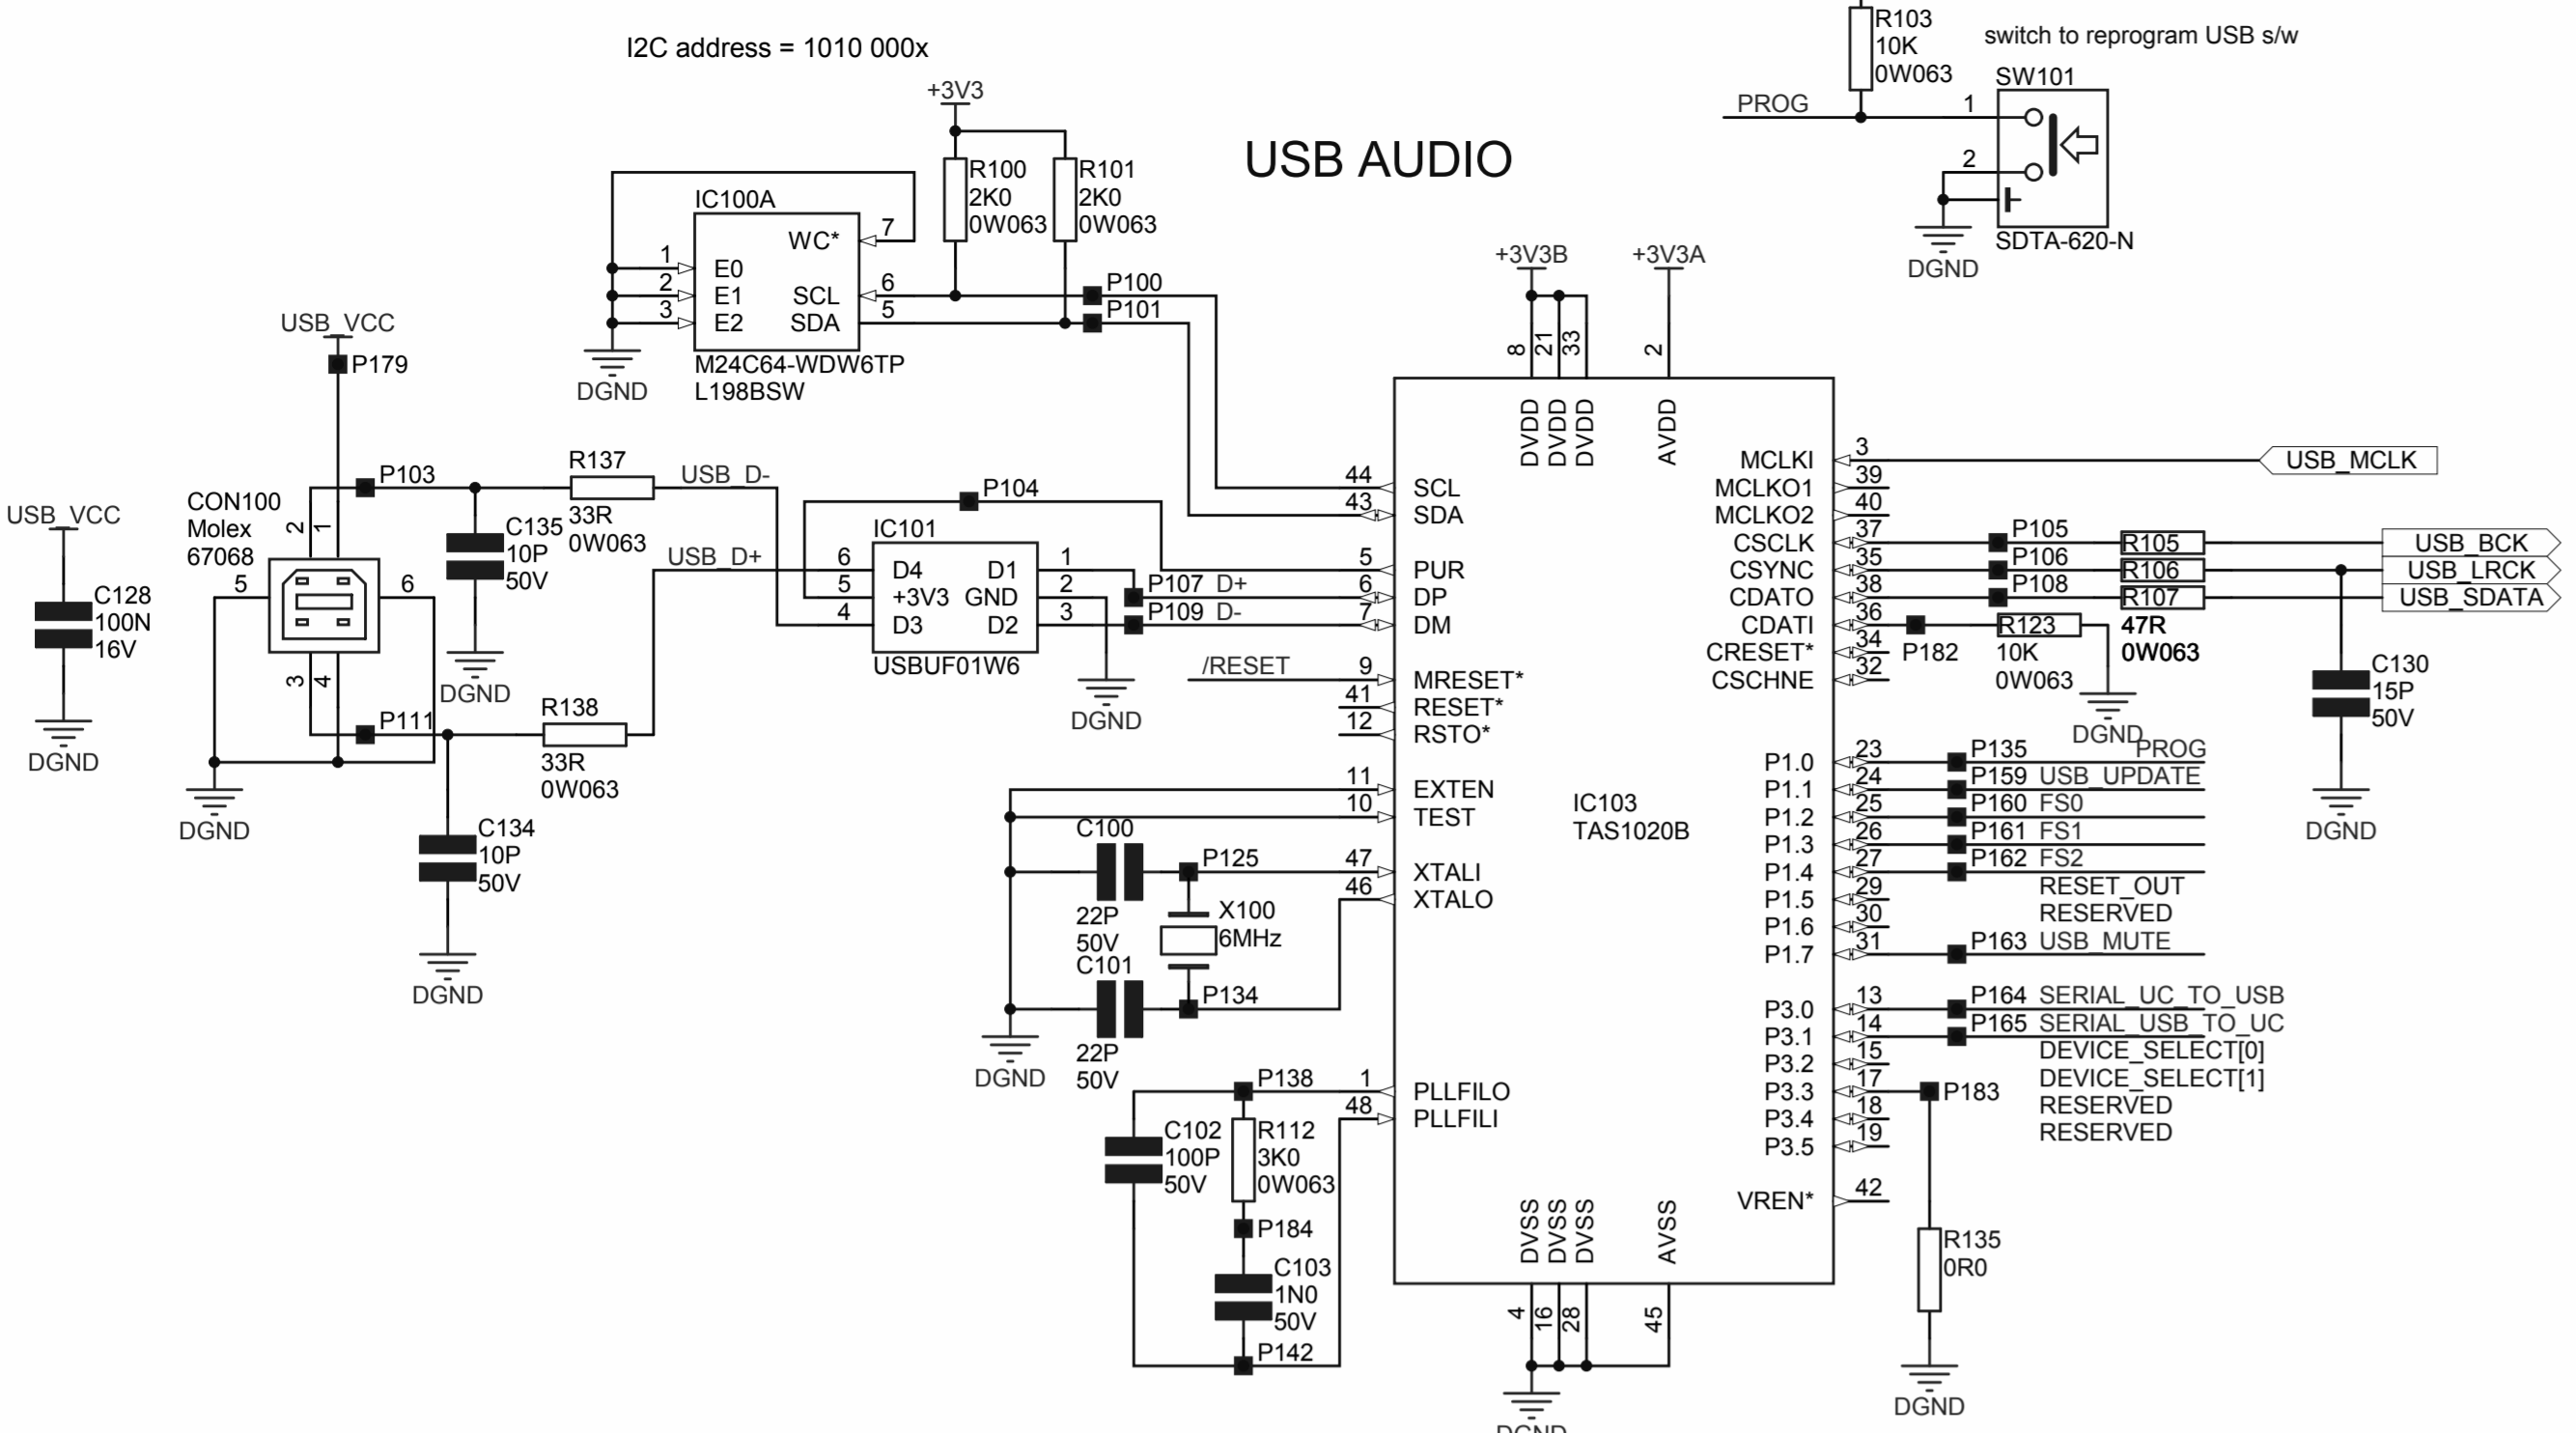 I2C address = 1010 000x
R103
10K
0W063
switch to reprogram USB s/w
SW101
PROG
1
2
DGND
SDTA-620-N
USB AUDIO
+3V3
R100
2K0
0W063
R101
2K0
0W063
IC100A
WC*
7
1
E0
2
E1
3
E2
SCL
6
SDA
5
P100
P101
M24C64-WDW6TP
L198BSW
DGND
USB_VCC
P179
P103
CON100
Molex
67068
2
1
5
6
3
4
P111
DGND
USB_VCC
C128
100N
16V
DGND
R137
33R
0W063
USB_D-
C135
10P
50V
DGND
USB_D+
R138
33R
0W063
C134
10P
50V
DGND
P104
IC101
6
D4
D1
1
5
+3V3
GND
2
4
D3
D2
3
USBUF01W6
P107 D+
P109 D-
DGND
/RESET
+3V3B
+3V3A
8
21
33
2
DVDD
DVDD
DVDD
AVDD
44
SCL
43
SDA
5
PUR
6
DP
7
DM
9
MRESET*
41
RESET*
12
RSTO*
11
EXTEN
10
TEST
47
XTALI
46
XTALO
1
PLLFILO
48
PLLFILI
IC103
TAS1020B
C100
22P
50V
P125
X100
6MHz
C101
22P
50V
P134
DGND
P138
C102
100P
50V
R112
3K0
0W063
P184
C103
1N0
50V
P142
DVSS
DVSS
DVSS
AVSS
4
16
28
45
DGND
MCLKI
3
USB_MCLK
MCLKO1
39
MCLKO2
40
CSCLK
37
P105
R105
USB_BCK
CSYNC
35
P106
R106
USB_LRCK
CDATO
38
P108
R107
USB_SDATA
CDATI
36
P182
R123
10K
0W063
DGND
47R
0W063
CRESET*
34
CSCHNE
32
C130
15P
50V
DGND
P1.0
23
P135
PROG
P1.1
24
P159 USB_UPDATE
P1.2
25
P160 FS0
P1.3
26
P161 FS1
P1.4
27
P162 FS2
P1.5
29
RESET_OUT
P1.6
30
RESERVED
P1.7
31
P163 USB_MUTE
P3.0
13
P164 SERIAL_UC_TO_USB
P3.1
14
P165 SERIAL_USB_TO_UC
P3.2
15
DEVICE_SELECT[0]
P3.3
17
P183
DEVICE_SELECT[1]
P3.4
18
RESERVED
P3.5
19
RESERVED
VREN*
42
R135
0R0
DGND